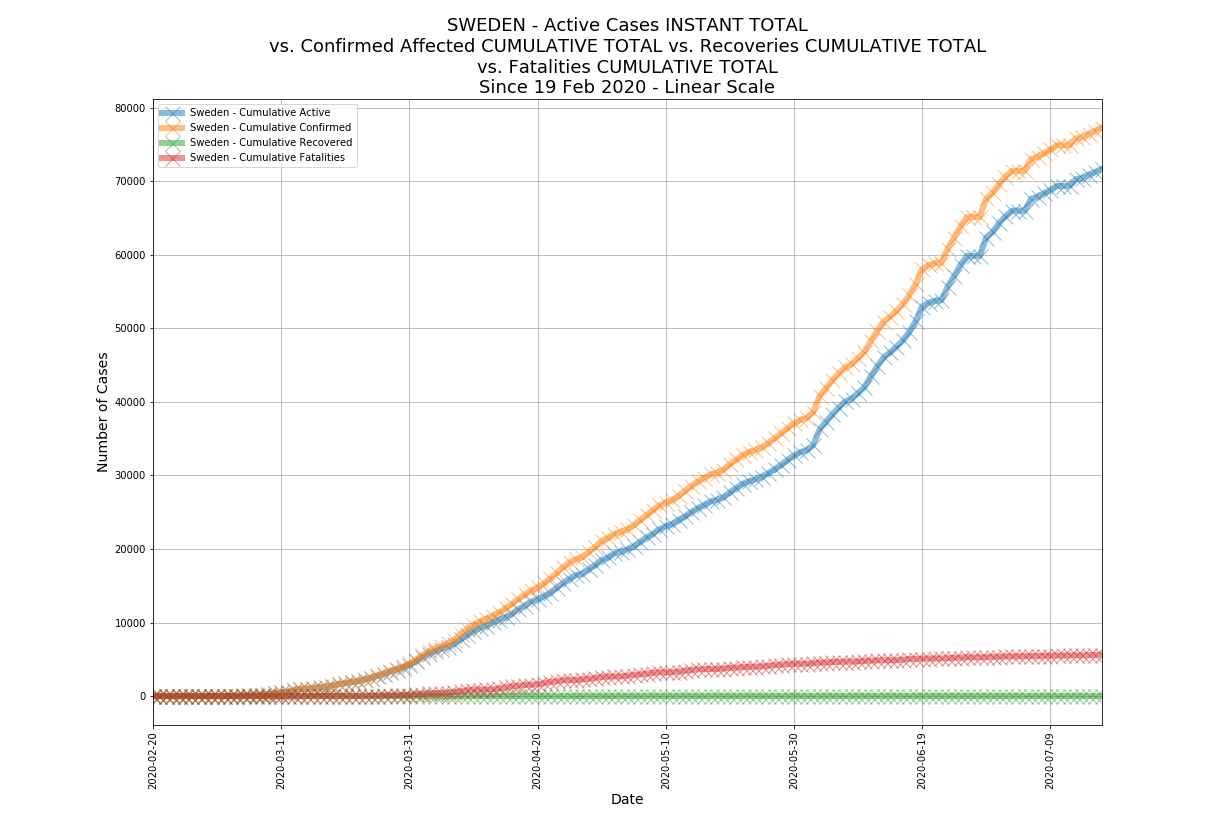 SWEDEN - Active Cases INSTANT TOTAL
vs. Confirmed Affected CUMULATIVE TOTAL vs. Recoveries CUMULATIVE TOTAL
vs. Fatalities CUMULATIVE TOTAL
Since 19 Feb 2020 - Linear Scale
Sweden - Cumulative Active
Sweden - Cumulative Confirmed
Sweden - Cumulative Recovered
Sweden - Cumulative Fatalities
80000
70000
60000
50000
40000
30000
20000
10000
0
Number of Cases
2020-02-20
2020-03-11
2020-03-31
2020-04-20
2020-05-10
2020-05-30
2020-06-19
2020-07-09
Date